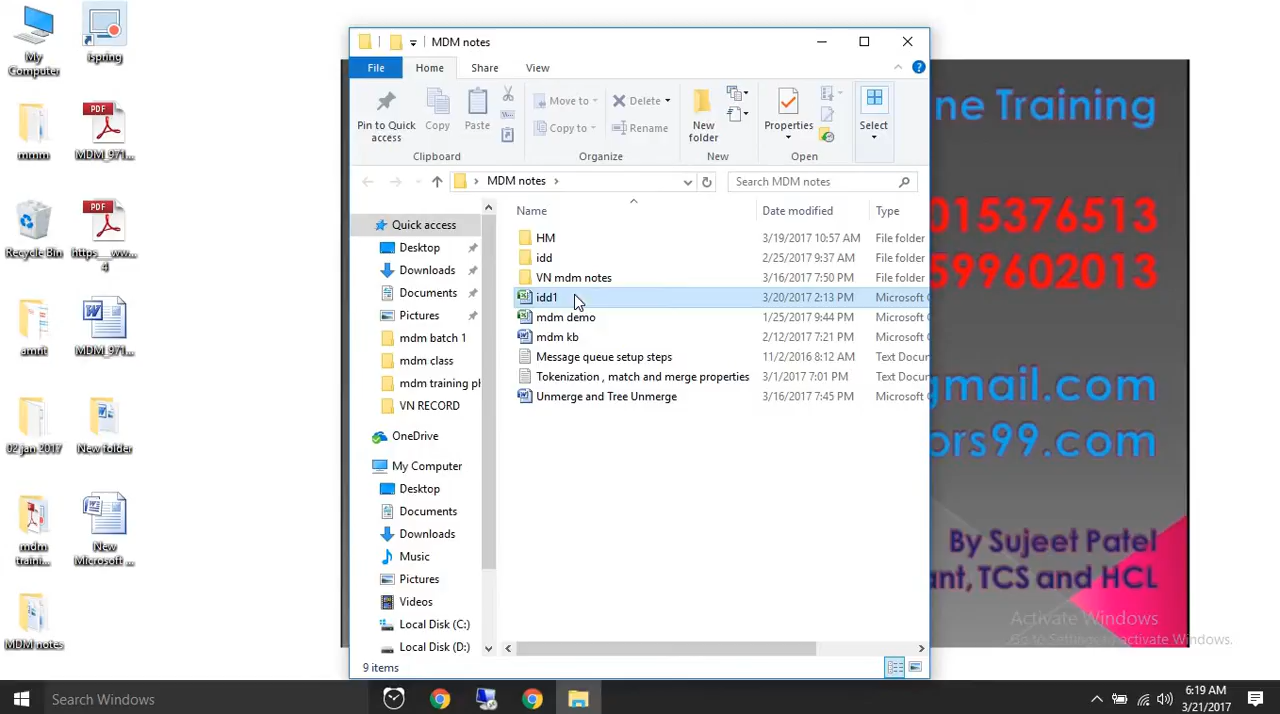 My
Computer
ispring
mmm
MDM_971...
Recycle Bin
https___ww...
4
amrit
MDM_971...
02 jan 2017
New folder
mdm
traini...
New
Microsoft ...
MDM notes
MDM notes
File
Home
Share
View
Pin to Quick
access
Copy
Paste
Clipboard
Move to
Copy to
Delete
Rename
Organize
New
folder
New
Properties
Open
Select
MDM notes
Search MDM notes
Name
Date modified
Type
HM 3/19/2017 10:57 AM File folder
idd 2/25/2017 9:37 AM File folder
VN mdm notes 3/16/2017 7:50 PM File folder
idd1 3/20/2017 2:13 PM Microsoft
mdm demo 1/25/2017 9:44 PM Microsoft
mdm kb 2/12/2017 7:21 PM Microsoft
Message queue setup steps 11/2/2016 8:12 AM Text Docu
Tokenization , match and merge properties 3/1/2017 7:01 PM Text Docu
Unmerge and Tree Unmerge 3/16/2017 7:45 PM Microsoft
Quick access
Desktop
Downloads
Documents
Pictures
mdm batch 1
mdm class
mdm training ph
VN RECORD
OneDrive
My Computer
Desktop
Documents
Downloads
Music
Pictures
Videos
Local Disk (C:)
Local Disk (D:)
9 items
ne Training
015376513
599602013
gmail.com
ors99.com
By Sujeet Patel
ant, TCS and HCL
Activate Windows
Go to Settings to activate Windows.
Search Windows
6:19 AM
3/21/2017